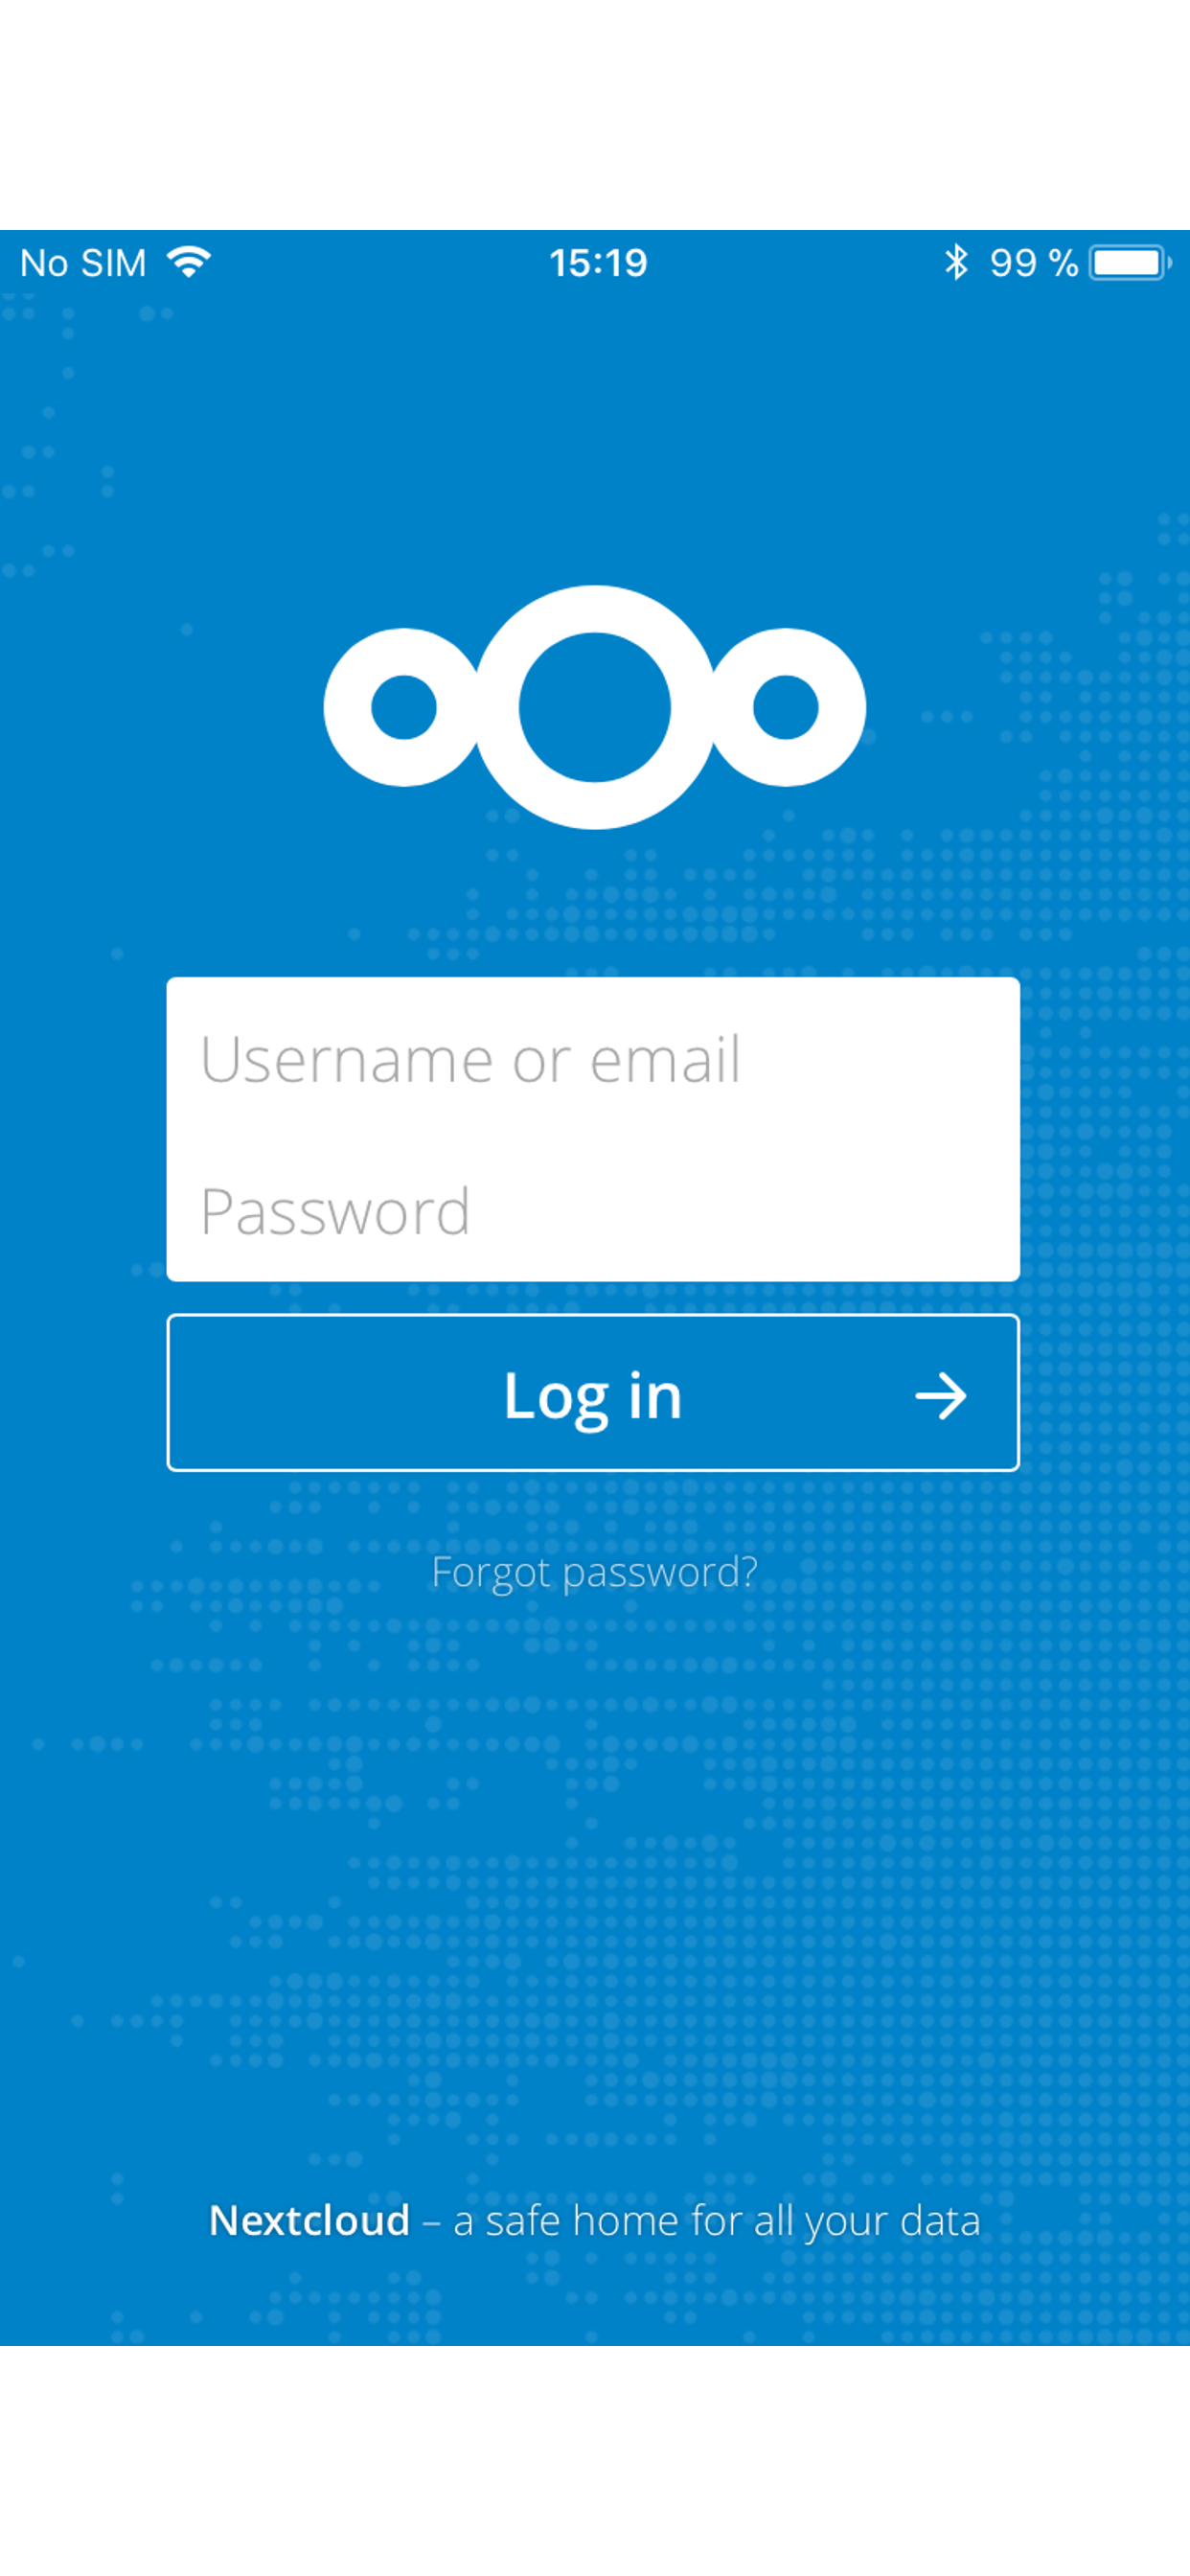 No SIM 15:19 99 %
Username or email
Password
Log in
Forgot password?
Nextcloud – a safe home for all your data